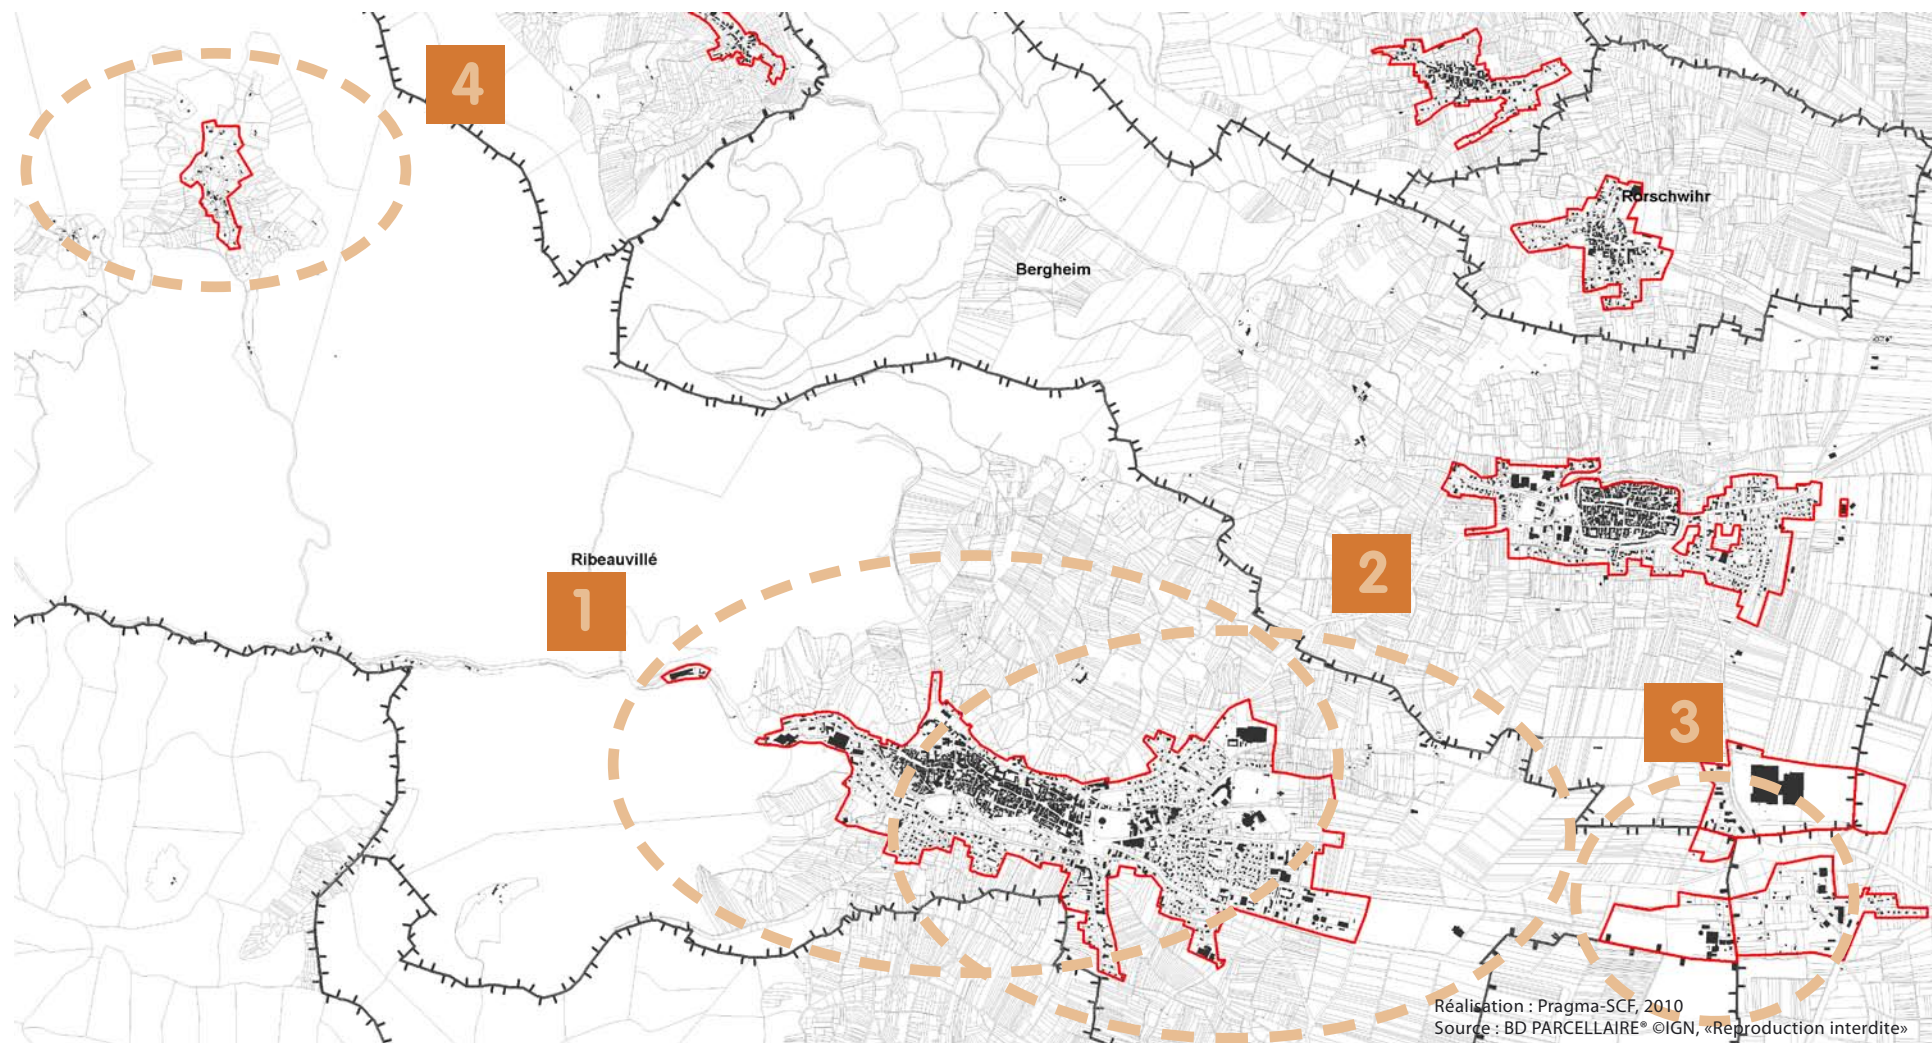 4
Rorschwihr
Bergheim
Ribeauvillé
2
1
3
Réalisation : Pragma-SCF, 2010
Source : BD PARCELLAIRE® ©IGN, «Reproduction interdite»